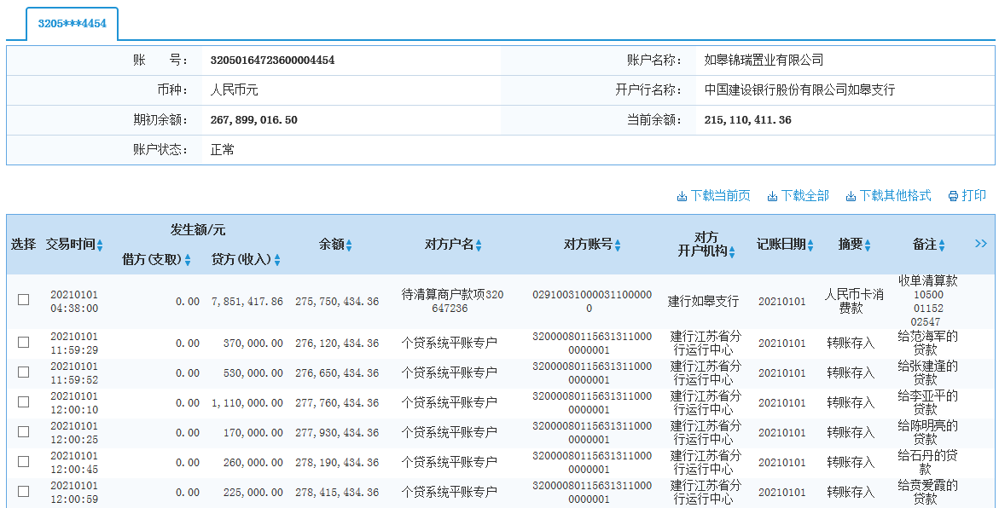 3205***4454
账 号： 32050164723600004454 账户名称： 如皋锦瑞置业有限公司
币种： 人民币元 开户行名称： 中国建设银行股份有限公司如皋支行
期初余额： 267,899,016.50 当前余额： 215,110,411.36
账户状态： 正常
下载当前页 下载全部 下载其他格式 打印
选择 交易时间 发生额/元 余额 对方户名 对方账号 对方
开户机构 记账日期 摘要 备注 >>
借方(支取) 贷方(收入)
20210101
04:38:00
0.00 7,851,417.86 275,750,434.36
待清算商户款项320
647236
02910031000031100000
0
建行如皋支行 20210101
人民币卡消
费款
收单清算款
10500
01152
02547
20210101
11:59:29
0.00 370,000.00 276,120,434.36 个贷系统平账专户
32000080115631311000
0000001
建行江苏省分
行运行中心
20210101 转账存入
给范海军的
贷款
20210101
11:59:52
0.00 530,000.00 276,650,434.36 个贷系统平账专户
32000080115631311000
0000001
建行江苏省分
行运行中心
20210101 转账存入
给张建逢的
贷款
20210101
12:00:10
0.00 1,110,000.00 277,760,434.36 个贷系统平账专户
32000080115631311000
0000001
建行江苏省分
行运行中心
20210101 转账存入
给李亚平的
贷款
20210101
12:00:25
0.00 170,000.00 277,930,434.36 个贷系统平账专户
32000080115631311000
0000001
建行江苏省分
行运行中心
20210101 转账存入
给陈明亮的
贷款
20210101
12:00:45
0.00 260,000.00 278,190,434.36 个贷系统平账专户
32000080115631311000
0000001
建行江苏省分
行运行中心
20210101 转账存入
给石丹的贷
款
20210101
12:00:59
0.00 225,000.00 278,415,434.36 个贷系统平账专户
32000080115631311000
0000001
建行江苏省分
行运行中心
20210101 转账存入
给贲爱霞的
贷款